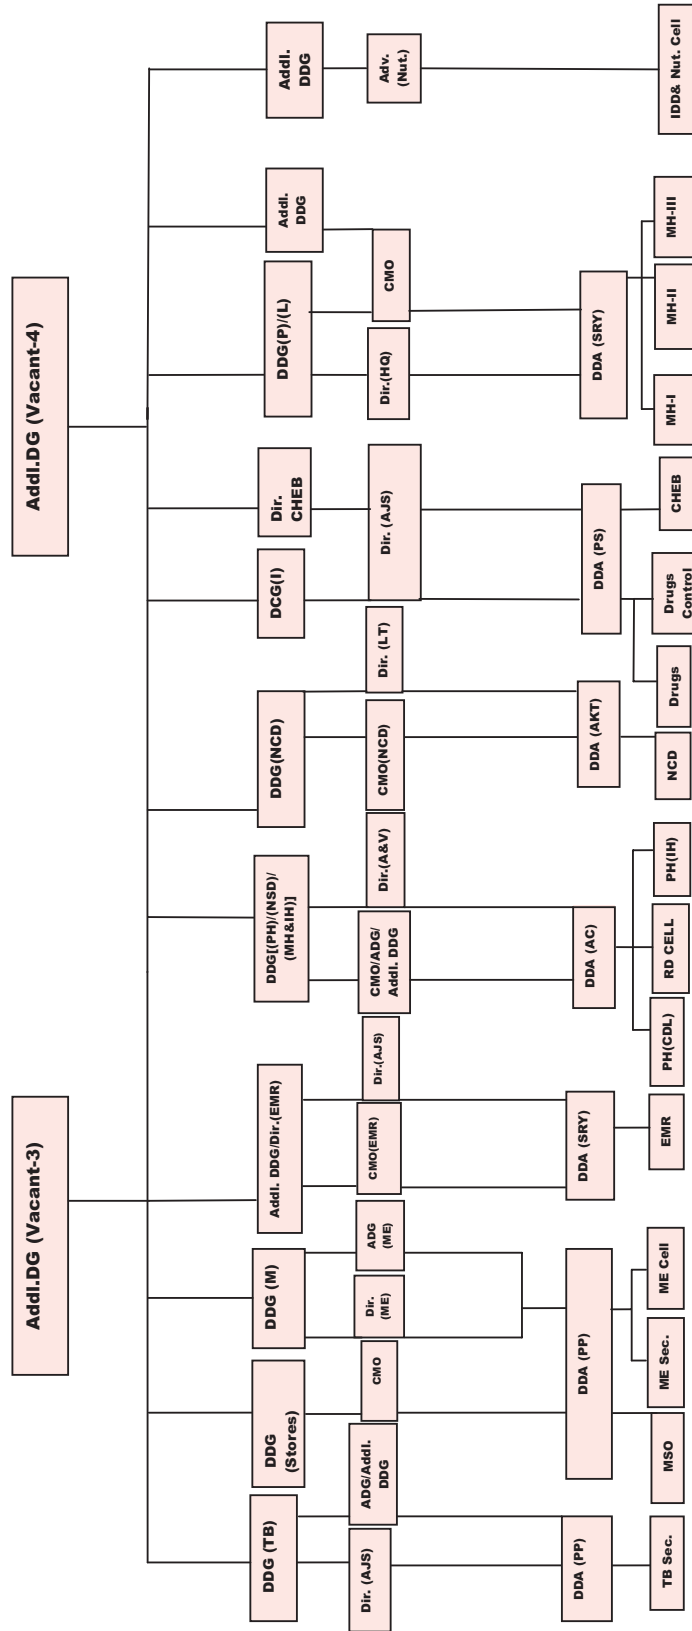 Addl.DG (Vacant-3)
Addl.DG (Vacant-4)
DDG (TB)
DDG
(Stores)
DDG (M)
Addl. DDG/Dir.(EMR)
DDG[(PH)/(NSD)/
(MH&IH)]
DDG(NCD)
DCG(I)
Dir.
CHEB
DDG(P)/(L)
Addl.
DDG
Addl.
DDG
Dir. (AJS)
ADG/Addl.
DDG
CMO
Dir.
(ME)
ADG
(ME)
CMO(EMR)
Dir.(AJS)
CMO/ADG/
Addl. DDG
Dir.(A&V)
CMO(NCD)
Dir. (LT)
Dir. (AJS)
Dir.(HQ)
CMO
Adv.
(Nut.)
DDA (PP)
DDA (PP)
DDA (SRY)
DDA (AC)
DDA (AKT)
DDA (PS)
DDA (SRY)
TB Sec.
MSO
ME Sec.
ME Cell
EMR
PH(CDL)
RD CELL
PH(IH)
NCD
Drugs
Drugs
Control
CHEB
MH-I
MH-II
MH-III
IDD& Nut. Cell